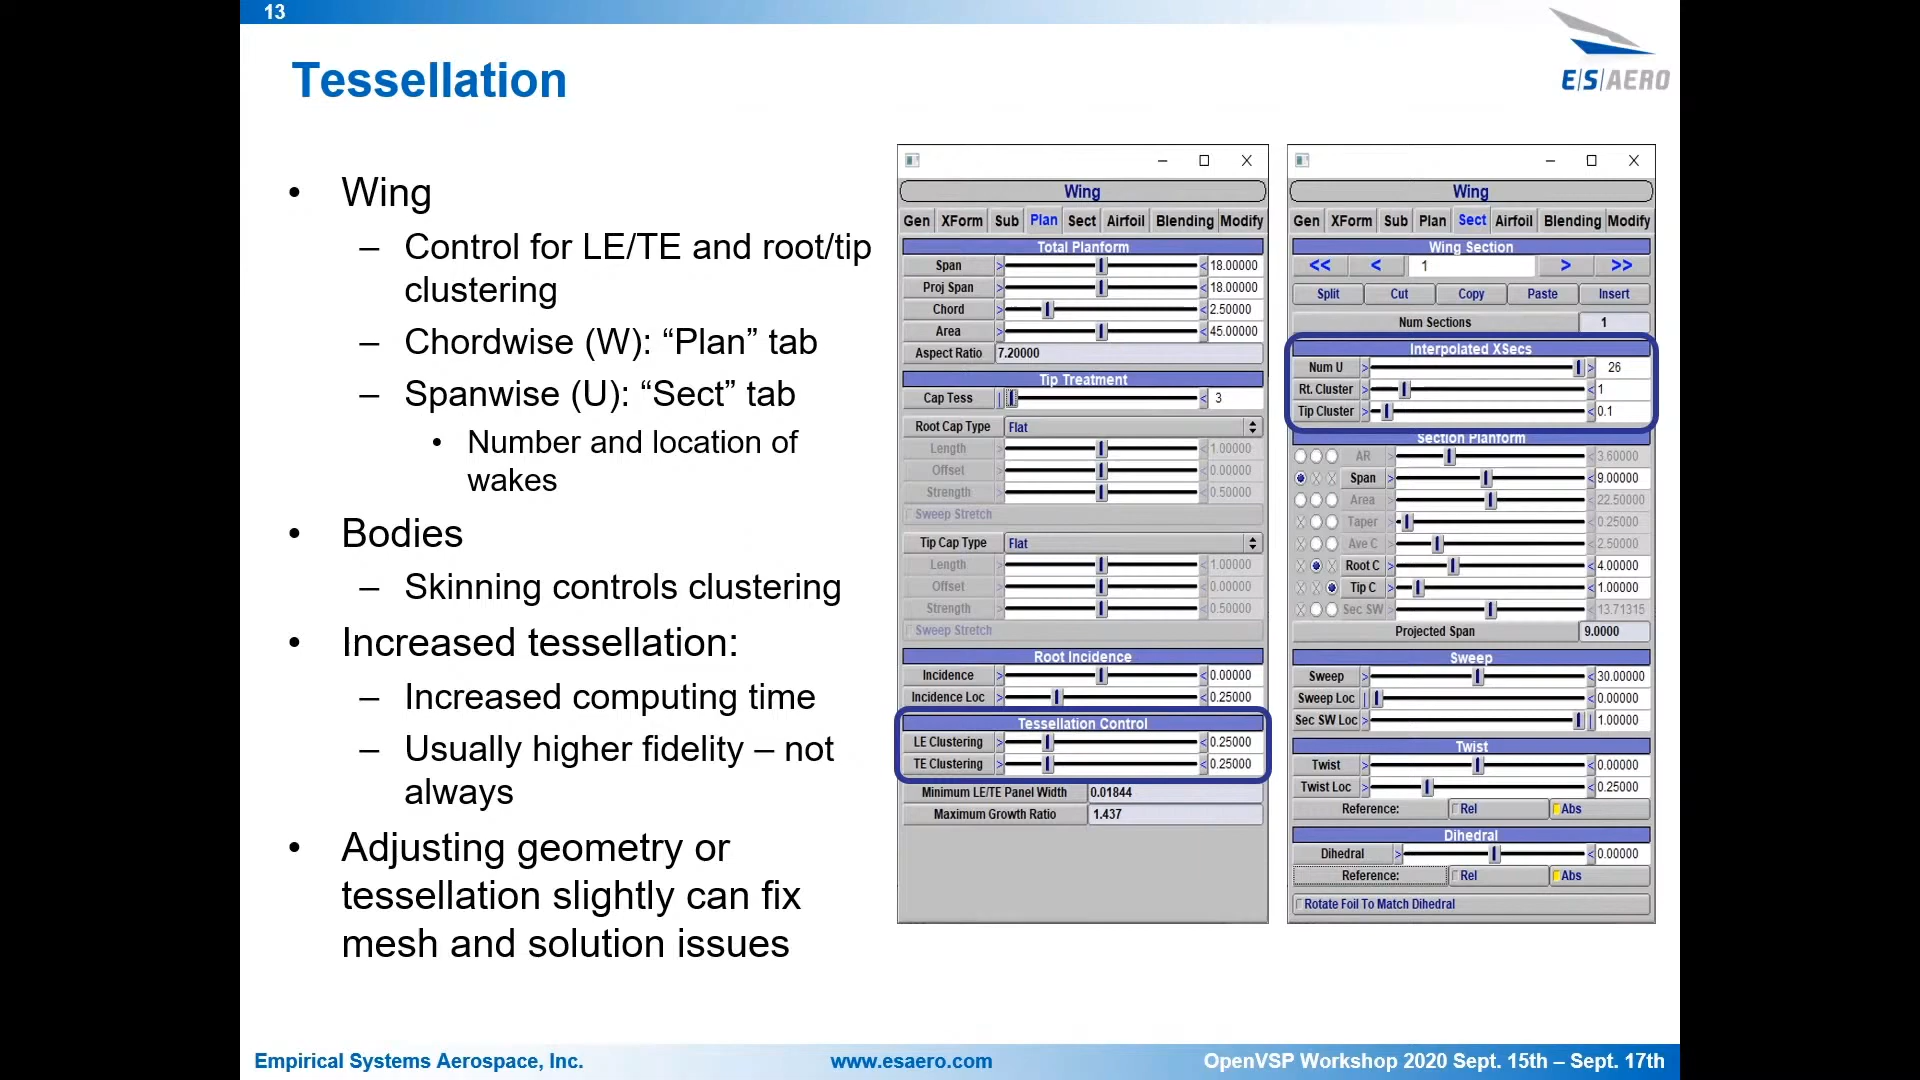 13
Tessellation
E/S/AERO
• Wing
– Control for LE/TE and root/tip
clustering
– Chordwise (W): “Plan” tab
– Spanwise (U): “Sect” tab
• Number and location of
wakes
• Bodies
– Skinning controls clustering
• Increased tessellation:
– Increased computing time
– Usually higher fidelity – not
always
• Adjusting geometry or
tessellation slightly can fix
mesh and solution issues
Wing
Gen XForm Sub Plan Sect Airfoil Blending Modify
Total Planform
Span > < 18.00000
Proj Span > < 18.00000
Chord > < 2.50000
Area > < 45.00000
Aspect Ratio 7.20000
Tip Treatment
Cap Tess | < 3
Root Cap Type Flat
Length > < 1.00000
Offset > < 0.00000
Strength > < 0.50000
Sweep Stretch
Tip Cap Type Flat
Length > < 1.00000
Offset > < 0.00000
Strength > < 0.50000
Sweep Stretch
Root Incidence
Incidence > < 0.00000
Incidence Loc > < 0.25000
Tessellation Control
LE Clustering > < 0.25000
TE Clustering > < 0.25000
Minimum LE/TE Panel Width 0.01844
Maximum Growth Ratio 1.437
Wing
Gen XForm Sub Plan Sect Airfoil Blending Modify
Wing Section
<< < 1 > >>
Split Cut Copy Paste Insert
Num Sections 1
Interpolated XSecs
Num U > > 26
Rt. Cluster > < 1
Tip Cluster > < 0.1
Section Planform
AR > < 3.60000
X X Span > < 9.00000
Area > < 22.50000
X Taper > < 0.25000
X Ave C > < 2.50000
X X Root C > < 4.00000
X X Tip C > < 1.00000
X Sec SW > < 13.71315
Projected Span 9.0000
Sweep
Sweep > < 30.00000
Sweep Loc | < 0.00000
Sec SW Loc > | 1.00000
Twist
Twist > < 0.00000
Twist Loc > < 0.25000
Reference: Rel Abs
Dihedral
Dihedral > < 0.00000
Reference: Rel Abs
Rotate Foil To Match Dihedral
Empirical Systems Aerospace, Inc. www.esaero.com OpenVSP Workshop 2020 Sept. 15th – Sept. 17th